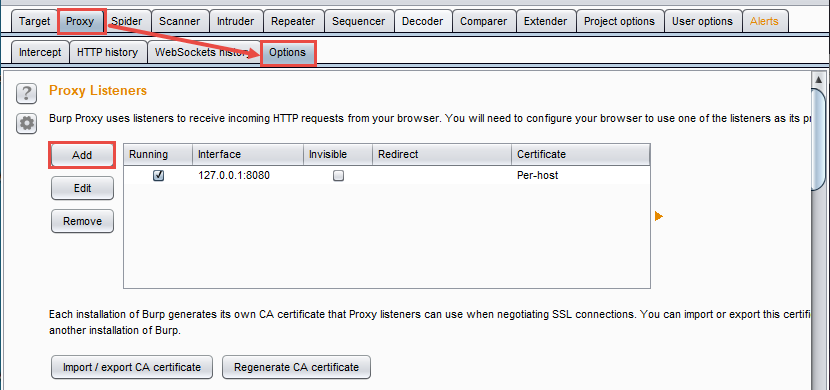 Target Proxy Spider Scanner Intruder Repeater Sequencer Decoder Comparer Extender Project options User options Alerts
Intercept HTTP history WebSockets history Options
? Proxy Listeners
Burp Proxy uses listeners to receive incoming HTTP requests from your browser. You will need to configure your browser to use one of the listeners as its
Add Running Interface Invisible Redirect Certificate
127.0.0.1:8080 Per-host
Edit
Remove
Each installation of Burp generates its own CA certificate that Proxy listeners can use when negotiating SSL connections. You can import or export this
another installation of Burp.
Import / export CA certificate Regenerate CA certificate